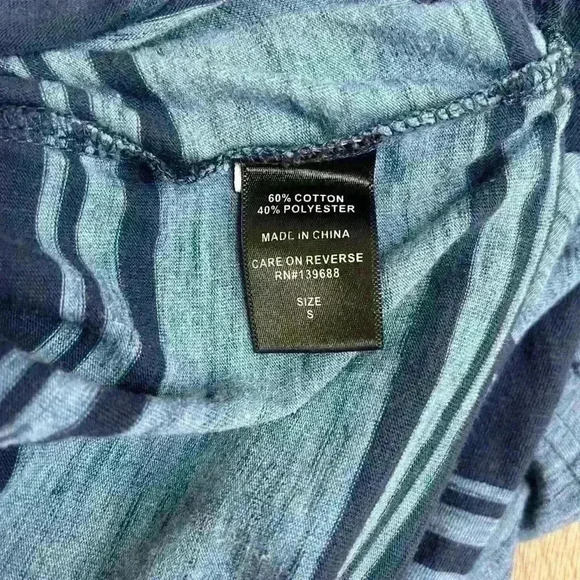 60% COTTON
40% POLYESTER
MADE IN CHINA
CARE ON REVERSE
RN#139688
SIZE
S